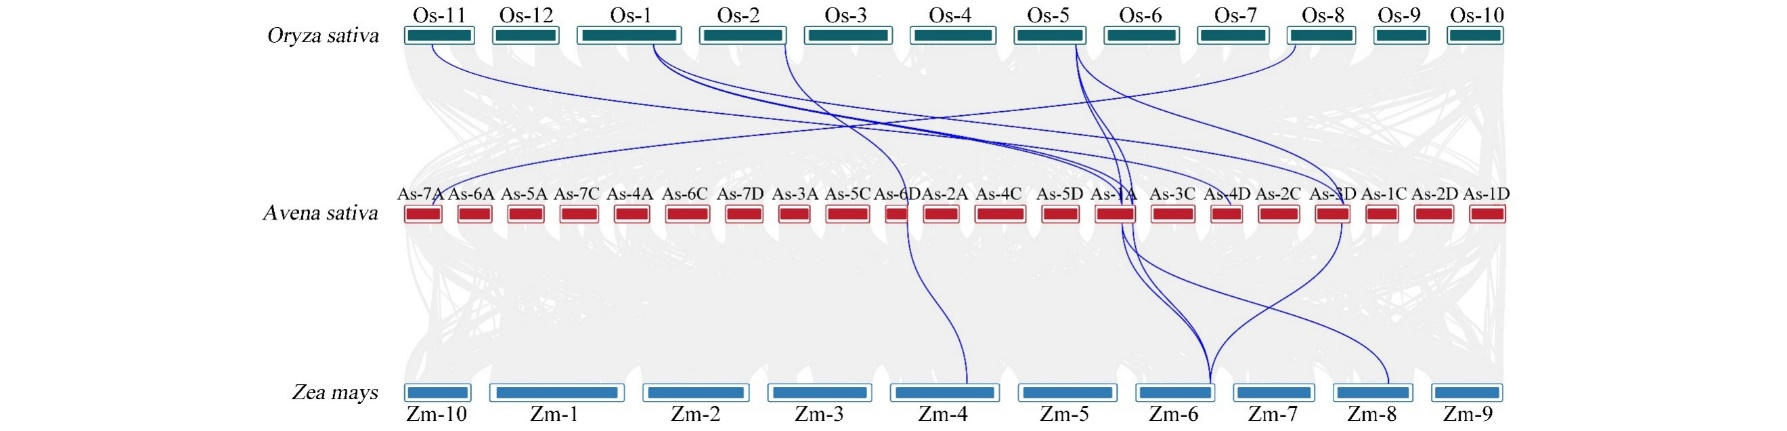 Os-11 Os-12 Os-1 Os-2 Os-3 Os-4 Os-5 Os-6 Os-7 Os-8 Os-9 Os-10
Oryza sativa
As-7A As-6A As-5A As-7C As-4A As-6C As-7D As-3A As-5C As-6D As-2A As-4C As-5D As-1A As-3C As-4D As-2C As-3D As-1C As-2D As-1D
Avena sativa
Zea mays
Zm-10 Zm-1 Zm-2 Zm-3 Zm-4 Zm-5 Zm-6 Zm-7 Zm-8 Zm-9